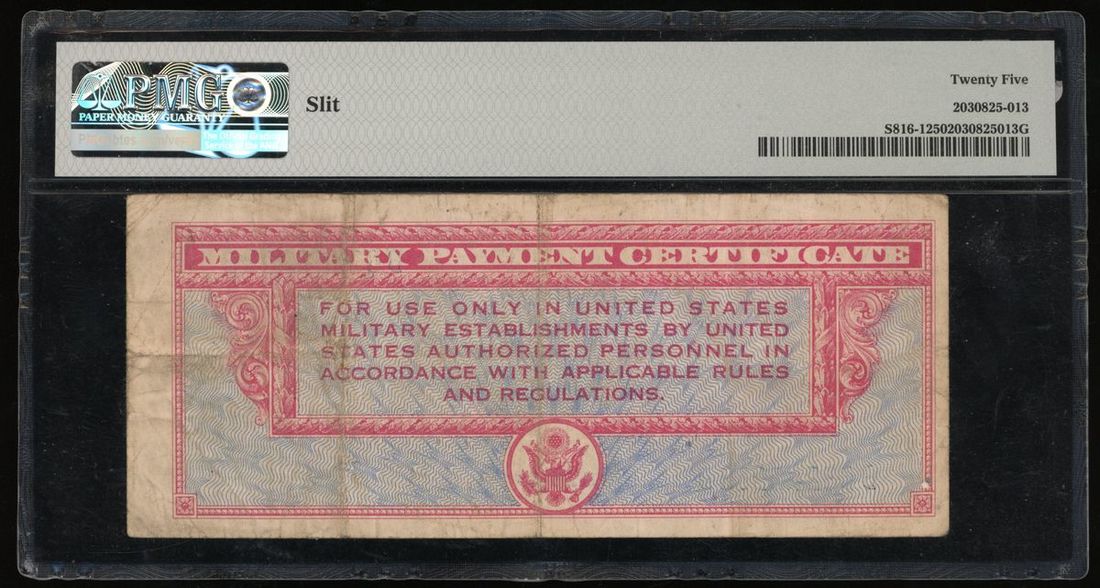 PMG
PAPER MONEY GUARANTY
Slit
Twenty Five
2030825-013
S816-12502030825013G
MILITARY PAYMENT CERTIFICATE
FOR USE ONLY IN UNITED STATES
MILITARY ESTABLISHMENTS BY UNITED
STATES AUTHORIZED PERSONNEL IN
ACCORDANCE WITH APPLICABLE RULES
AND REGULATIONS.